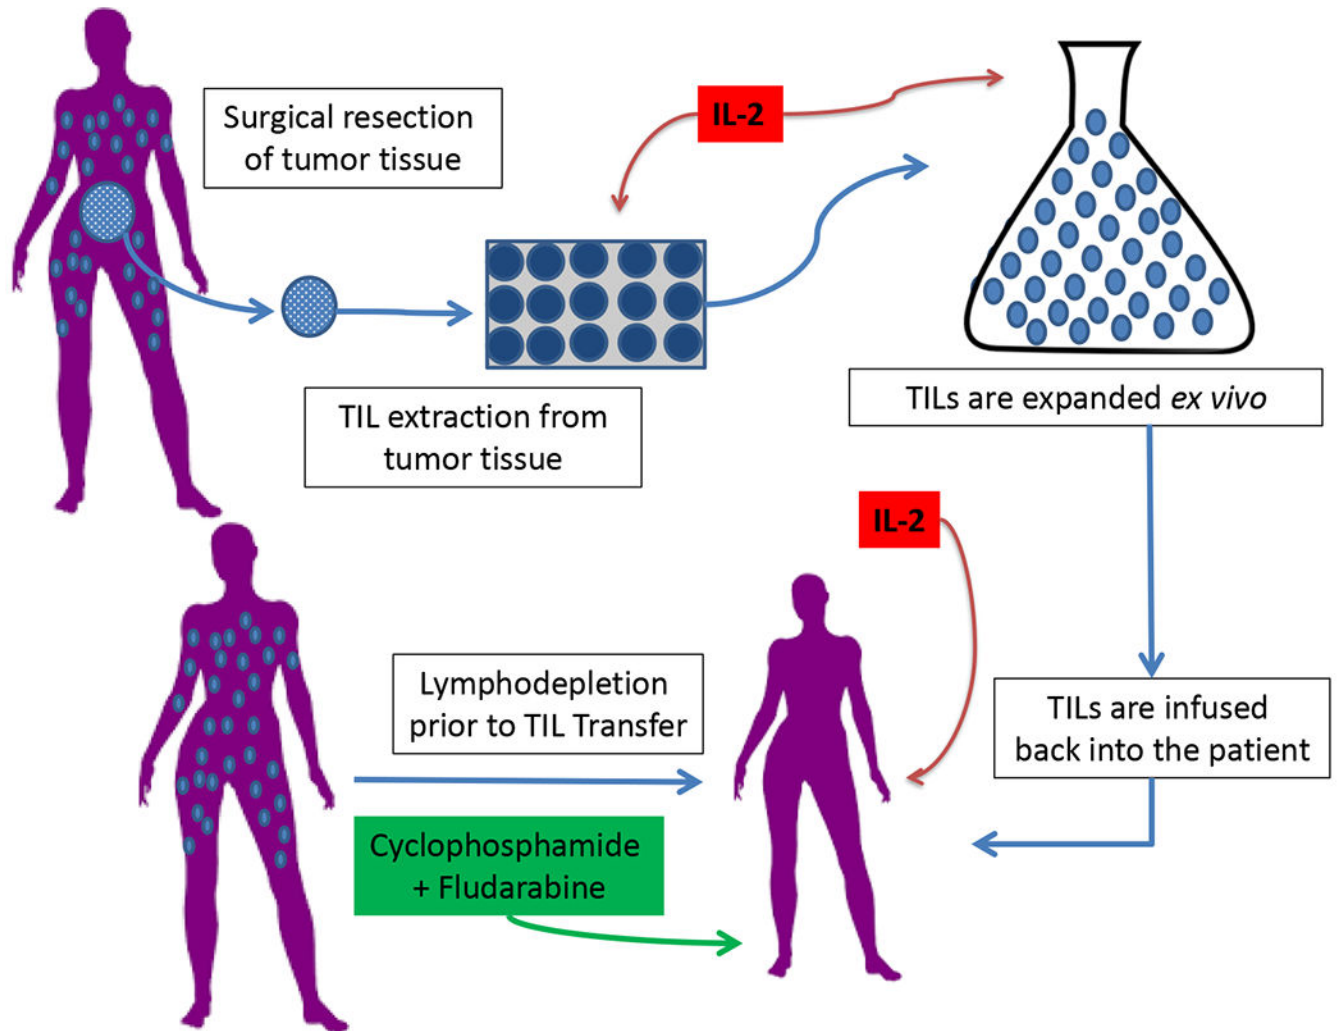 Surgical resection
of tumor tissue
IL-2
TIL extraction from
tumor tissue
TILs are expanded ex vivo
IL-2
Lymphodepletion
prior to TIL Transfer
TILs are infused
back into the patient
Cyclophosphamide
+ Fludarabine